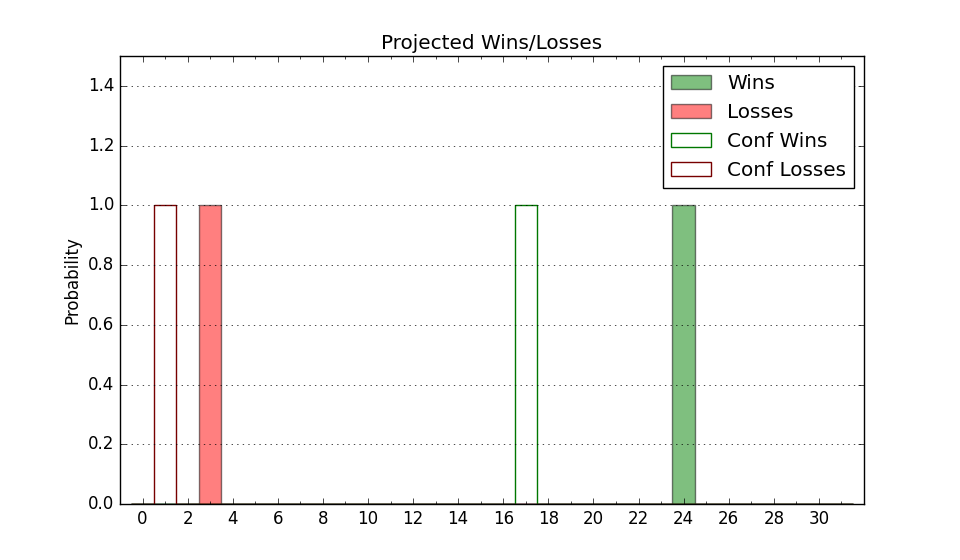 Projected Wins/Losses
Wins
Losses
Conf Wins
Conf Losses
Probability
1.4
1.2
1.0
0.8
0.6
0.4
0.2
0.0
0 2 4 6 8 10 12 14 16 18 20 22 24 26 28 30